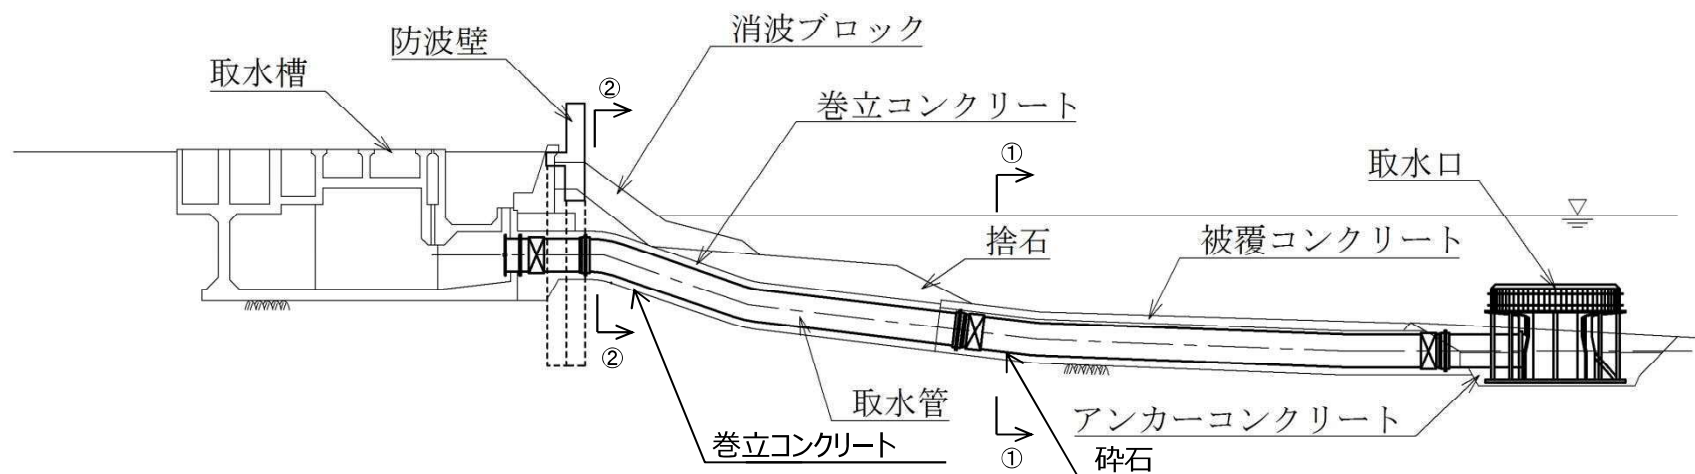 消波ブロック
防波壁
取水槽
②
巻立コンクリート
①
取水口
捨石
被覆コンクリート
②
取水管
アンカーコンクリート
巻立コンクリート
①
砕石